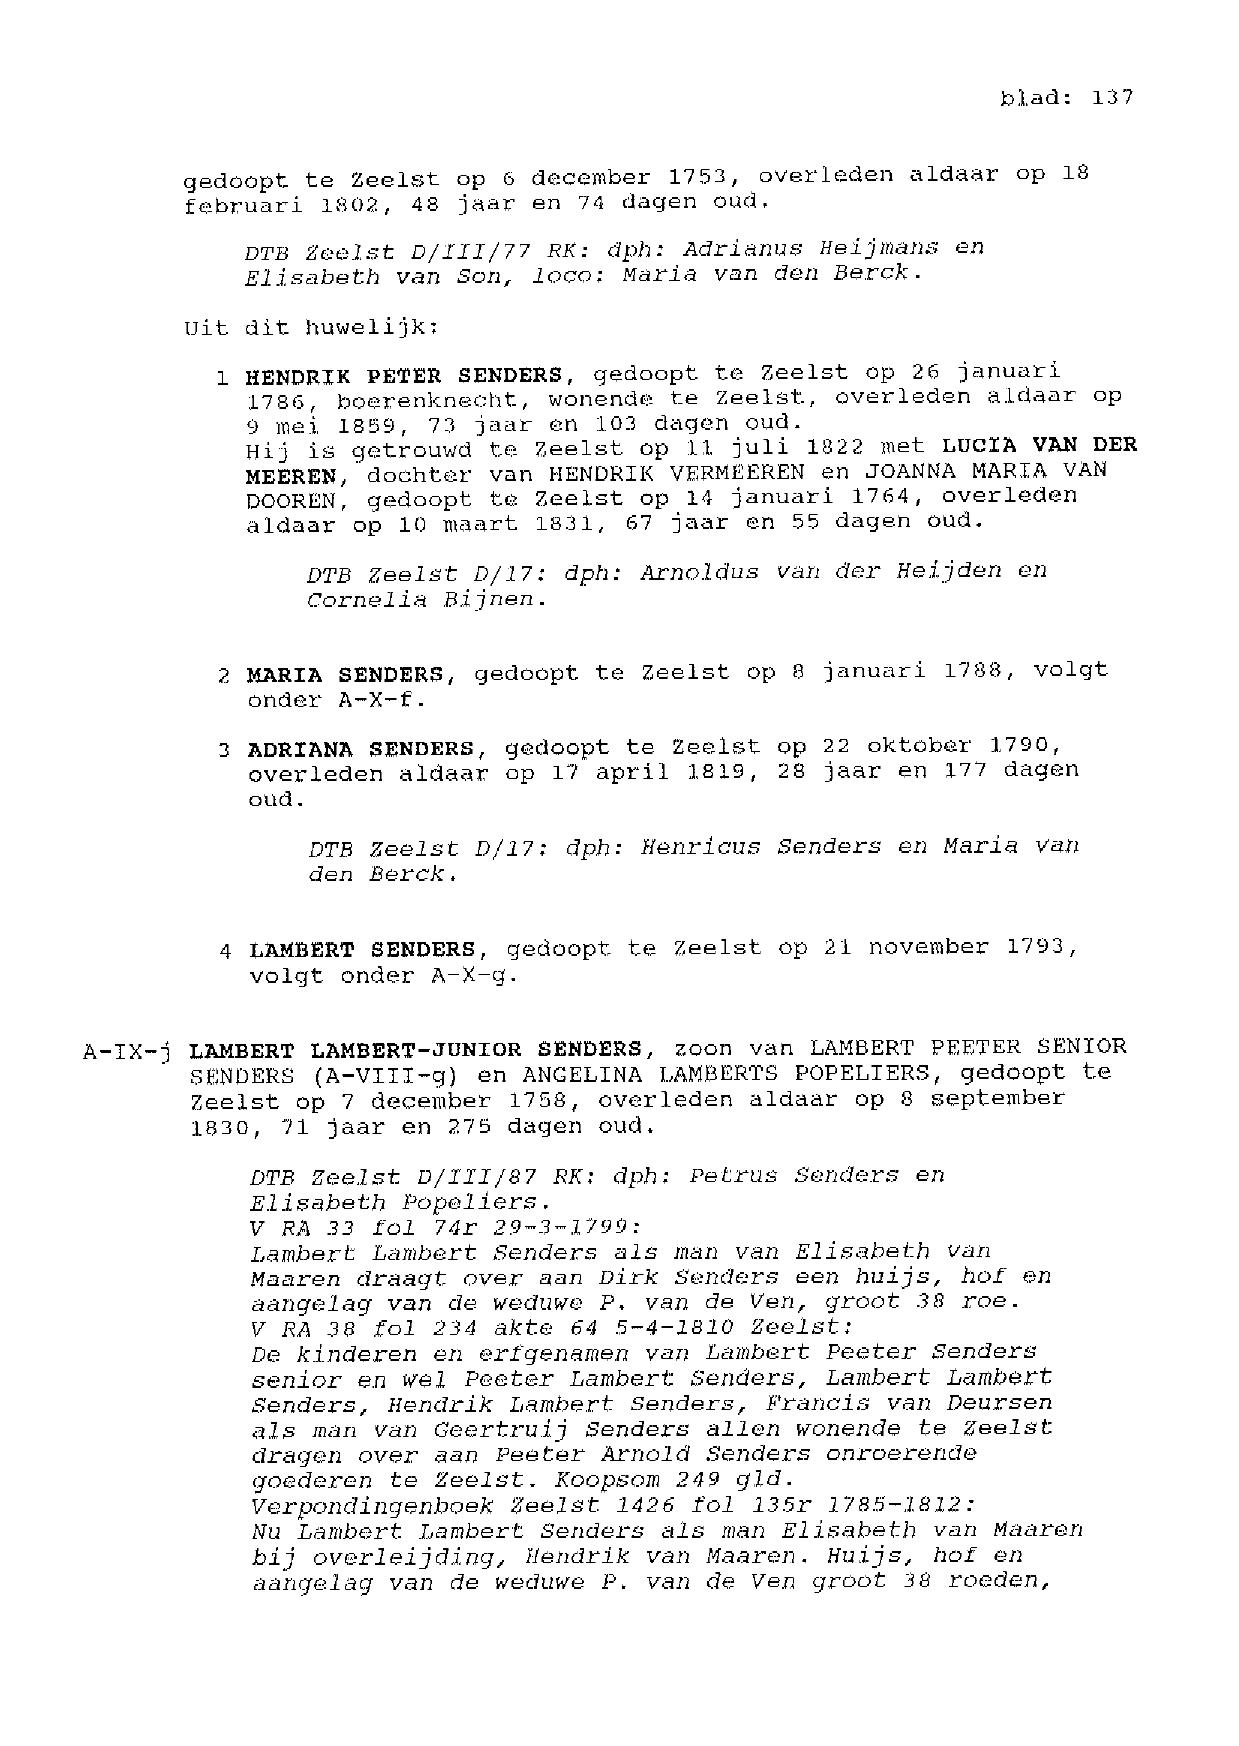 blad: 137
gedoopt te Zeelst op 6 december 1753, overleden aldaar op 18
februari 1802, 48 jaar en 74 dagen oud.
DTB Zeelst D/III/77 RK: dph: Adrianus Heijmans en
Elisabeth van Son, loco: Maria van den Berck.
Uit dit huwelijk:
1 HENDRIK PETER SENDERS, gedoopt te Zeelst op 26 januari
1786, boerenknecht, wonende te Zeelst, overleden aldaar op
9 mei 1859, 73 jaar en 103 dagen oud.
Hij is getrouwd te Zeelst op 11 juli 1822 met LUCIA VAN DER
MEEREN, dochter van HENDRIK VERMEEREN en JOANNA MARIA VAN
DOOREN, gedoopt te Zeelst op 14 januari 1764, overleden
aldaar op 10 maart 1831, 67 jaar en 55 dagen oud.
DTB Zeelst D/17: dph: Arnoldus van der Heijden en
Cornelia Bijnen.
2 MARIA SENDERS, gedoopt te Zeelst op 8 januari 1788, volgt
onder A-X-f.
3 ADRIANA SENDERS, gedoopt te Zeelst op 22 oktober 1790,
overleden aldaar op 17 april 1819, 28 jaar en 177 dagen
oud.
DTB Zeelst D/17: dph: Henricus Senders en Maria van
den Berck.
4 LAMBERT SENDERS, gedoopt te Zeelst op 21 november 1793,
volgt onder A-X-g.
A-IX-j LAMBERT LAMBERT-JUNIOR SENDERS, zoon van LAMBERT PEETER SENIOR
SENDERS (A-VIII-g) en ANGELINA LAMBERTS POPELIERS, gedoopt te
Zeelst op 7 december 1758, overleden aldaar op 8 september
1830, 71 jaar en 275 dagen oud.
DTB Zeelst D/III/87 RK: dph: Petrus Senders en
Elisabeth Popeliers.
V RA 33 fol 74r 29-3-1799:
Lambert Lambert Senders als man van Elisabeth van
Maaren draagt over aan Dirk Senders een huijs, hof en
aangelag van de weduwe P. van de Ven, groot 38 roe.
V RA 38 fol 234 akte 64 5-4-1810 Zeelst:
De kinderen en erfgenamen van Lambert Peeter Senders
senior en wel Peeter Lambert Senders, Lambert Lambert
Senders, Hendrik Lambert Senders, Francis van Deursen
als man van Geertruij Senders allen wonende te Zeelst
dragen over aan Peeter Arnold Senders onroerende
goederen te Zeelst. Koopsom 249 gld.
Verpondingenboek Zeelst 1426 fol 135r 1785-1812:
Nu Lambert Lambert Senders als man Elisabeth van Maaren
bij overleijding, Hendrik van Maaren. Huijs, hof en
aangelag van de weduwe P. van de Ven groot 38 roeden,